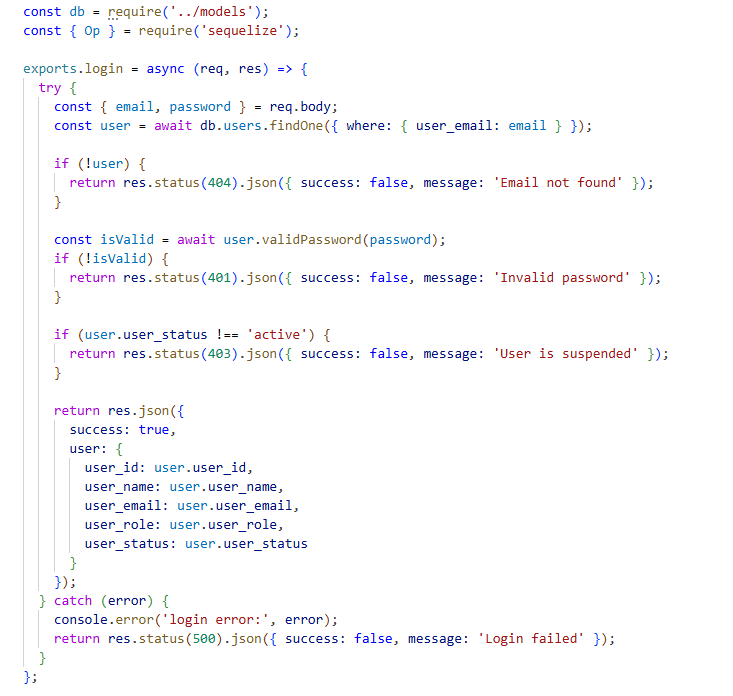 const db = require('../models');
const { Op } = require('sequelize');

exports.login = async (req, res) => {
  try {
    const { email, password } = req.body;
    const user = await db.users.findOne({ where: { user_email: email } });

    if (!user) {
      return res.status(404).json({ success: false, message: 'Email not found' });
    }

    const isValid = await user.validPassword(password);
    if (!isValid) {
      return res.status(401).json({ success: false, message: 'Invalid password' });
    }

    if (user.user_status !== 'active') {
      return res.status(403).json({ success: false, message: 'User is suspended' });
    }

    return res.json({
      success: true,
      user: {
        user_id: user.user_id,
        user_name: user.user_name,
        user_email: user.user_email,
        user_role: user.user_role,
        user_status: user.user_status
      }
    });
  } catch (error) {
    console.error('login error:', error);
    return res.status(500).json({ success: false, message: 'Login failed' });
  }
};